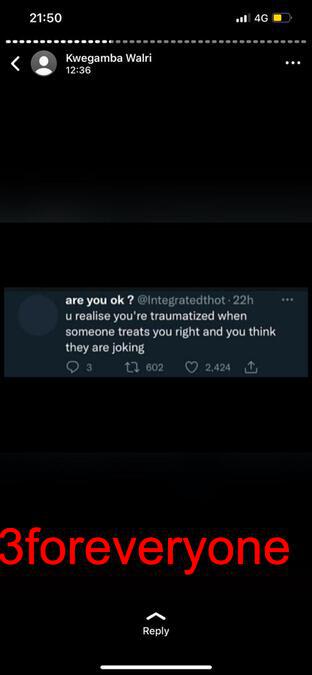 21:50
4G
Kwegamba Walri
12:36
are you ok ? @Integratedthot · 22h
u realise you're traumatized when
someone treats you right and you think
they are joking
3 602 2,424
3foreveryone
Reply